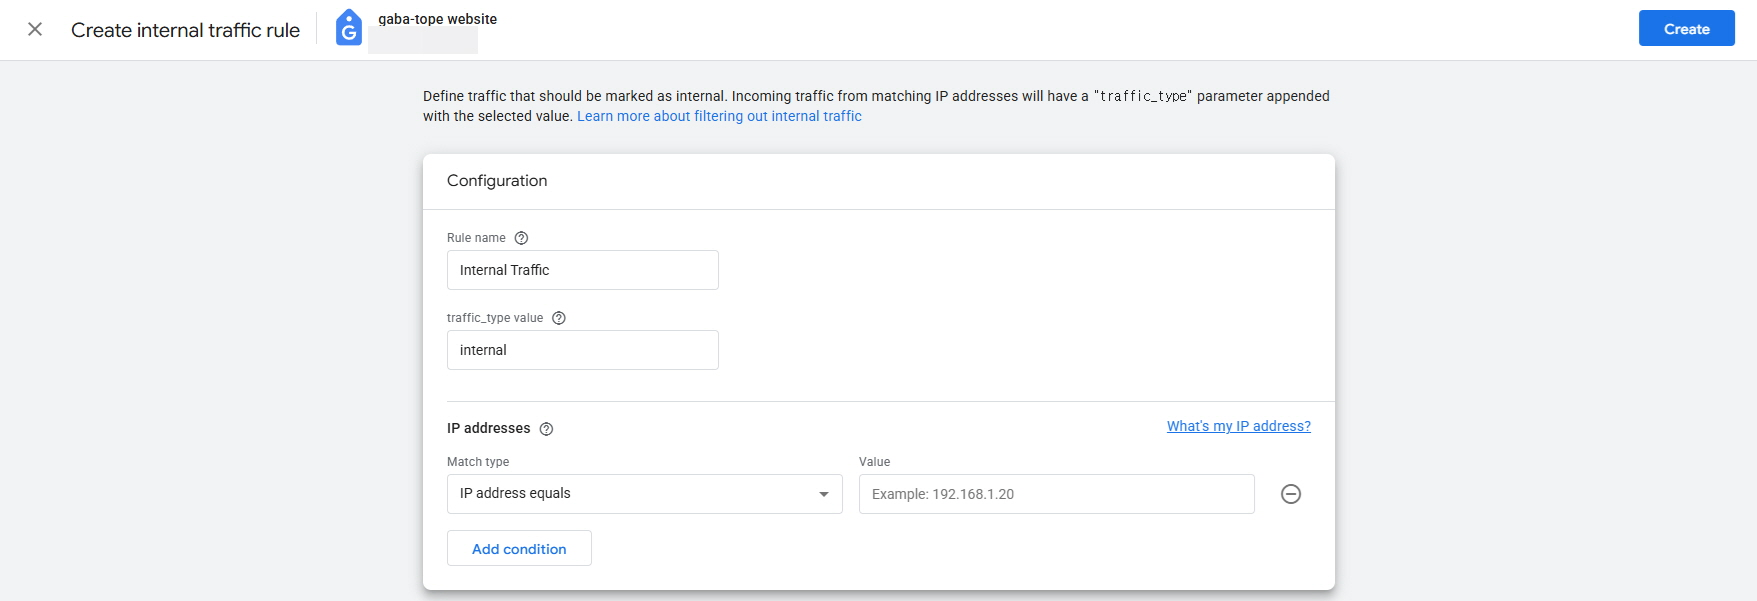 Create internal traffic rule
G
gaba-tope website
Create
Define traffic that should be marked as internal. Incoming traffic from matching IP addresses will have a "traffic_type" parameter appended
with the selected value. Learn more about filtering out internal traffic
Configuration
Rule name
Internal Traffic
traffic_type value
internal
IP addresses
What's my IP address?
Match type
Value
IP address equals
Example: 192.168.1.20
Add condition